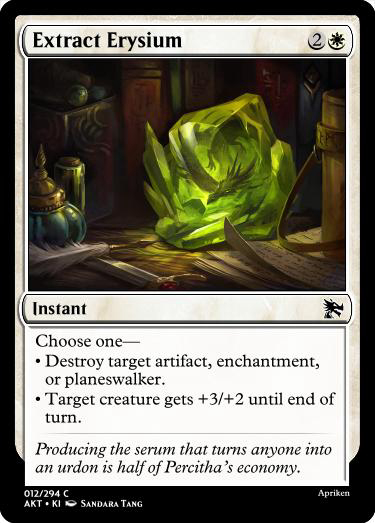 Extract Erysium 2
Instant
Choose one—
• Destroy target artifact, enchantment,
or planeswalker.
• Target creature gets +3/+2 until end of
turn.
Producing the serum that turns anyone into
an urdon is half of Percitha's economy.
012/294 C
Apriken
AKT • KI Sandara Tang